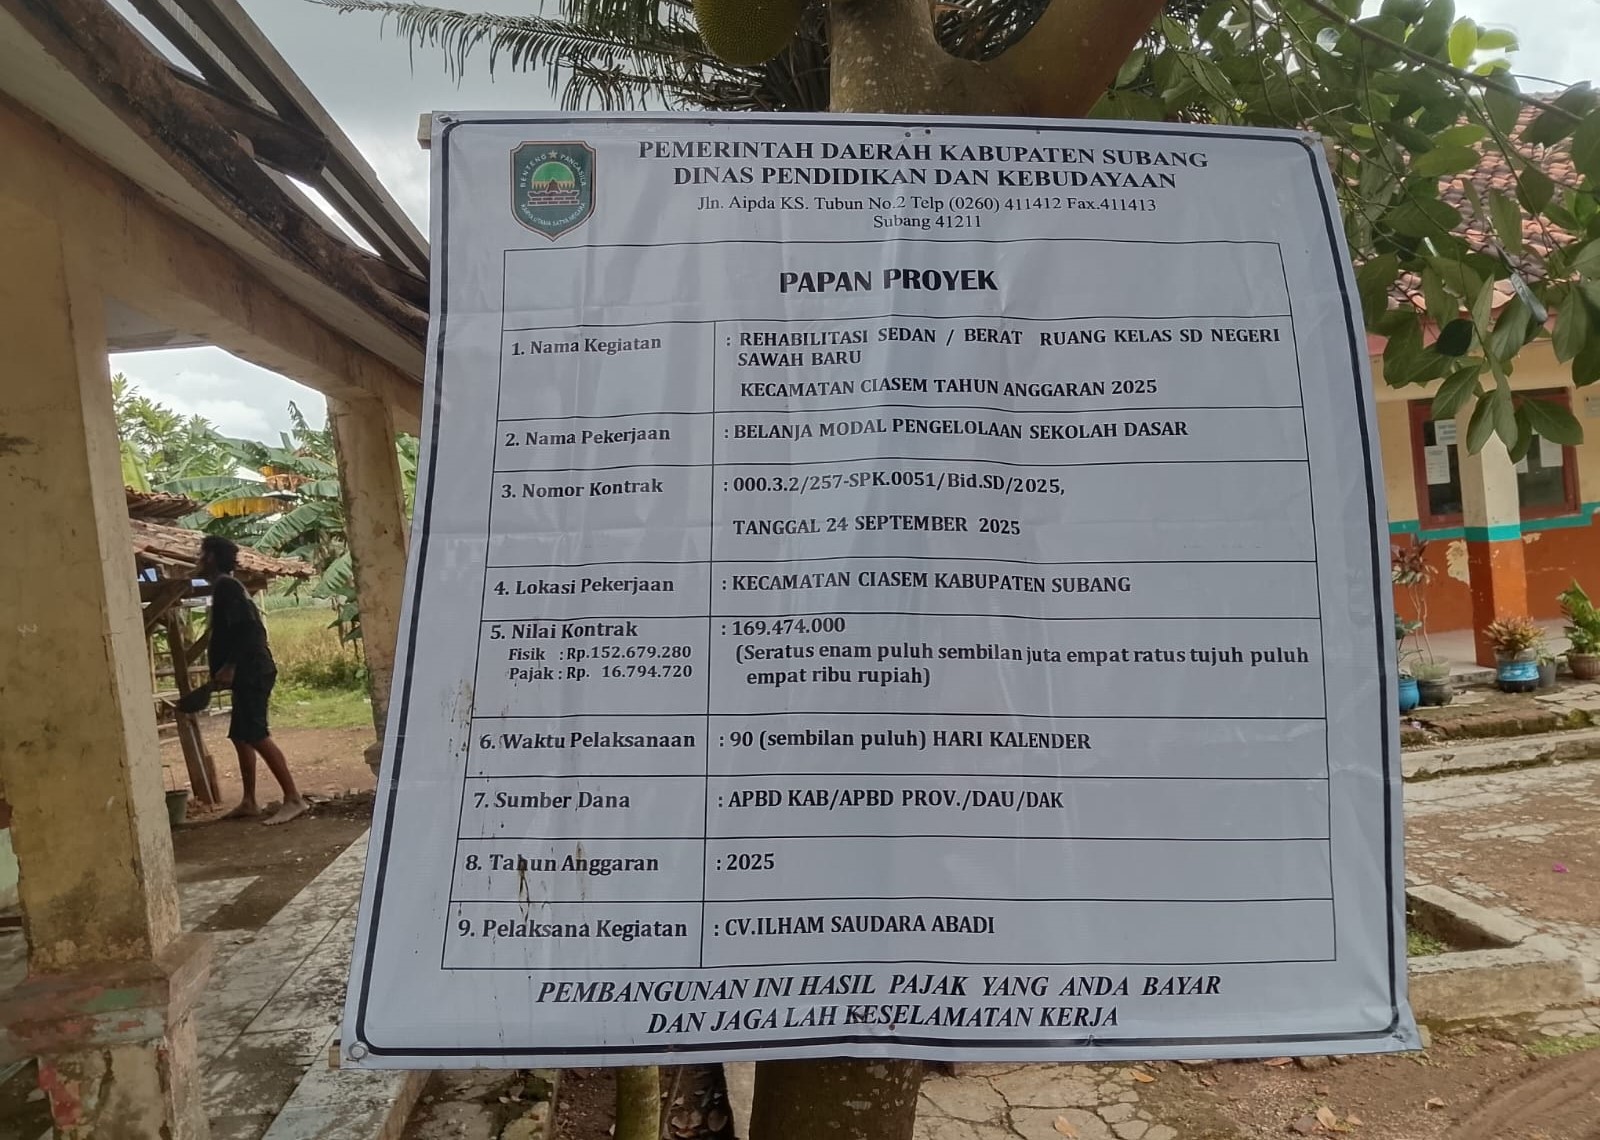 BENTENG PANCASILA
KARYA UTAMA SATYA NEGARA
PEMERINTAH DAERAH KABUPATEN SUBANG
DINAS PENDIDIKAN DAN KEBUDAYAAN
Jln. Aipda KS. Tubun No.2 Telp (0260) 411412 Fax.411413
Subang 41211
PAPAN PROYEK
1. Nama Kegiatan : REHABILITASI SEDAN / BERAT RUANG KELAS SD NEGERI
SAWAH BARU
KECAMATAN CIASEM TAHUN ANGGARAN 2025
2. Nama Pekerjaan : BELANJA MODAL PENGELOLAAN SEKOLAH DASAR
3. Nomor Kontrak : 000.3.2/257-SPK.0051/Bid.SD/2025,
TANGGAL 24 SEPTEMBER 2025
4. Lokasi Pekerjaan : KECAMATAN CIASEM KABUPATEN SUBANG
5. Nilai Kontrak : 169.474.000
Fisik : Rp.152.679.280 (Seratus enam puluh sembilan juta empat ratus tujuh puluh
Pajak : Rp. 16.794.720 empat ribu rupiah)
6. Waktu Pelaksanaan : 90 (sembilan puluh) HARI KALENDER
7. Sumber Dana : APBD KAB/APBD PROV./DAU/DAK
8. Tahun Anggaran : 2025
9. Pelaksana Kegiatan : CV.ILHAM SAUDARA ABADI
PEMBANGUNAN INI HASIL PAJAK YANG ANDA BAYAR
DAN JAGA LAH KESELAMATAN KERJA